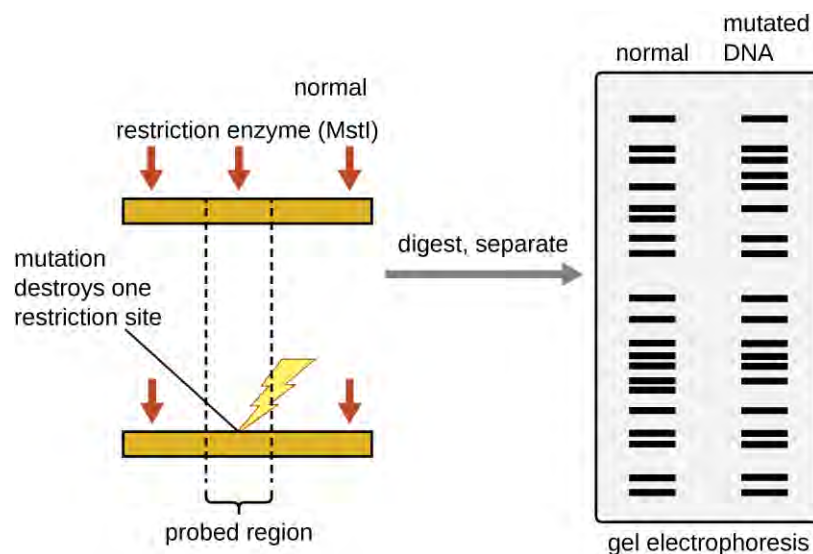 normal
restriction enzyme (MstI)
mutation
destroys one
restriction site
probed region
digest, separate
normal
mutated
DNA
gel electrophoresis